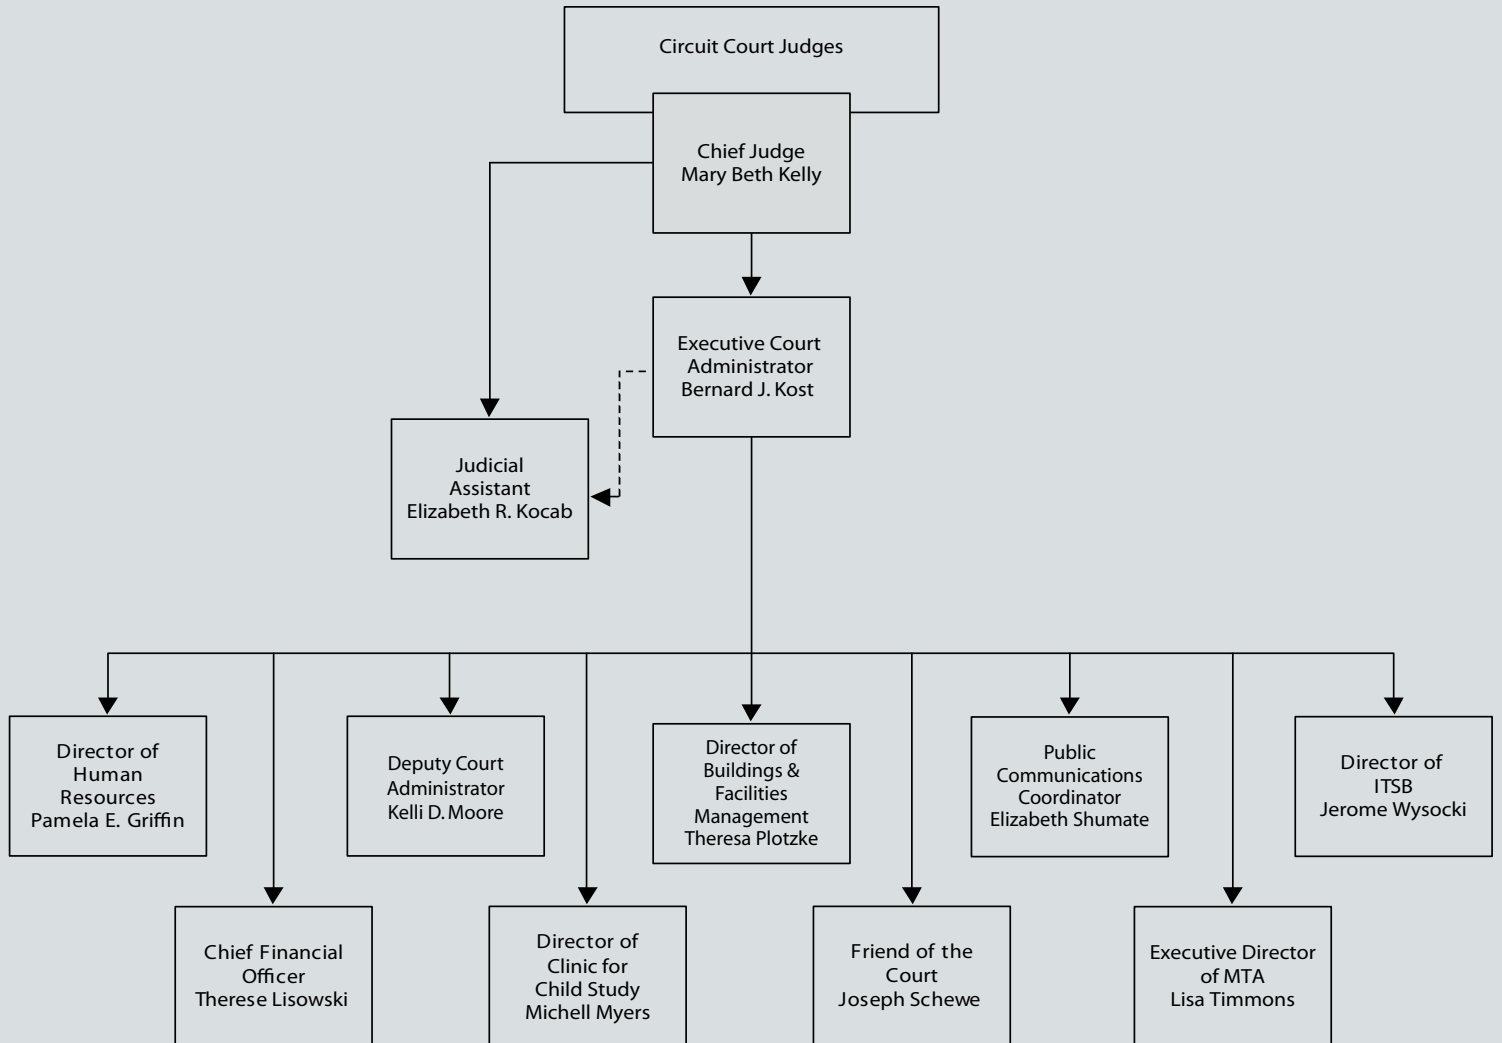 Circuit Court Judges
Chief Judge
Mary Beth Kelly
Executive Court
Administrator
Bernard J. Kost
Judicial
Assistant
Elizabeth R. Kocab
Director of
Human
Resources
Pamela E. Griffin
Deputy Court
Administrator
Kelli D. Moore
Director of
Buildings &
Facilities
Management
Theresa Plotzke
Public
Communications
Coordinator
Elizabeth Shumate
Director of
ITSB
Jerome Wysocki
Chief Financial
Officer
Therese Lisowski
Director of
Clinic for
Child Study
Michell Myers
Friend of the
Court
Joseph Schewe
Executive Director
of MTA
Lisa Timmons